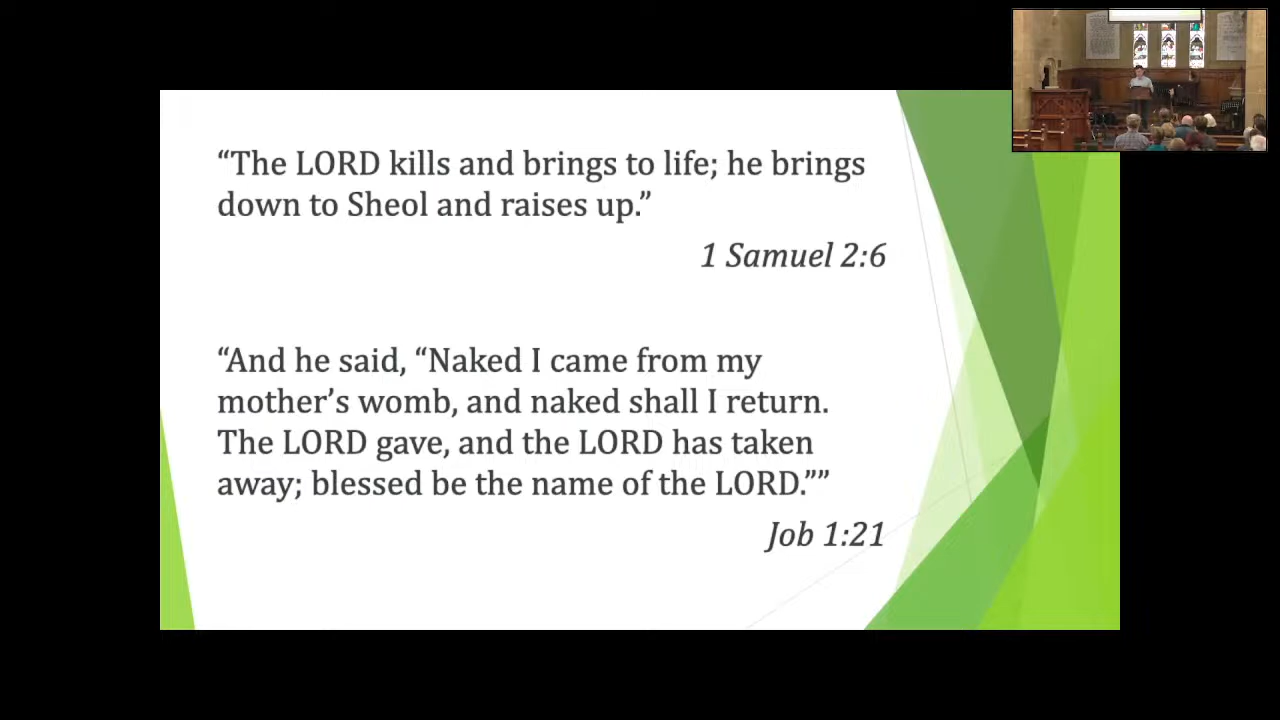 “The LORD kills and brings to life; he brings
down to Sheol and raises up.”
1 Samuel 2:6
“And he said, “Naked I came from my
mother’s womb, and naked shall I return.
The LORD gave, and the LORD has taken
away; blessed be the name of the LORD.””
Job 1:21